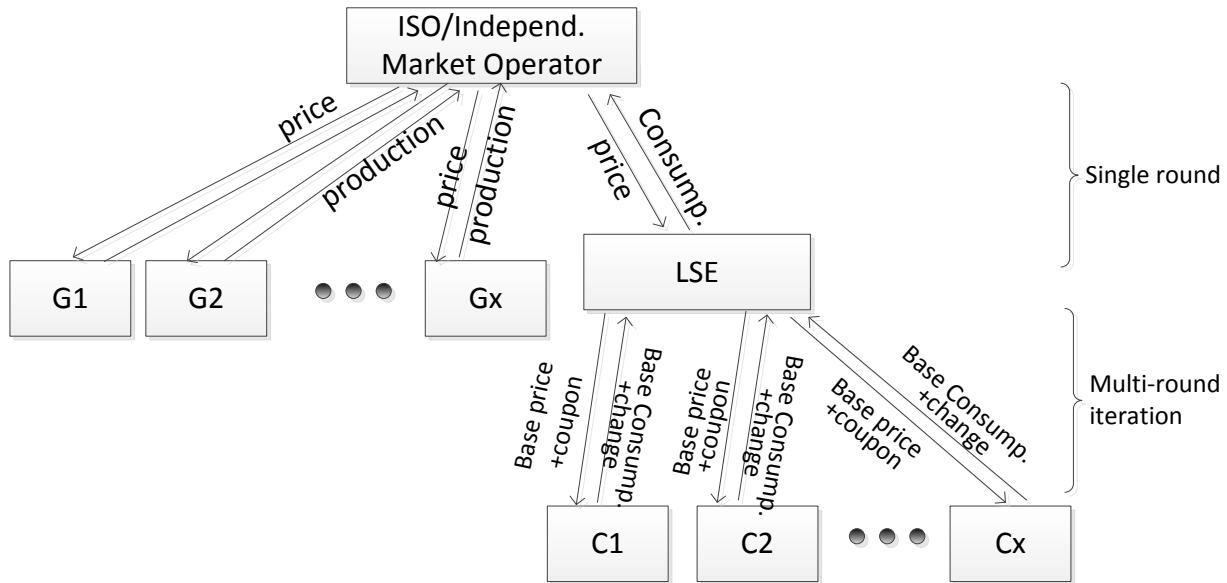 ISO/Independ.
Market Operator
price
production
price
production
price
Consump.
Single round
G1
G2
Gx
LSE
Base price
+coupon
Base Consump.
+change
Base price
+coupon
Base Consump.
+change
Base price
+coupon
Base Consump.
+change
Multi-round
iteration
C1
C2
Cx